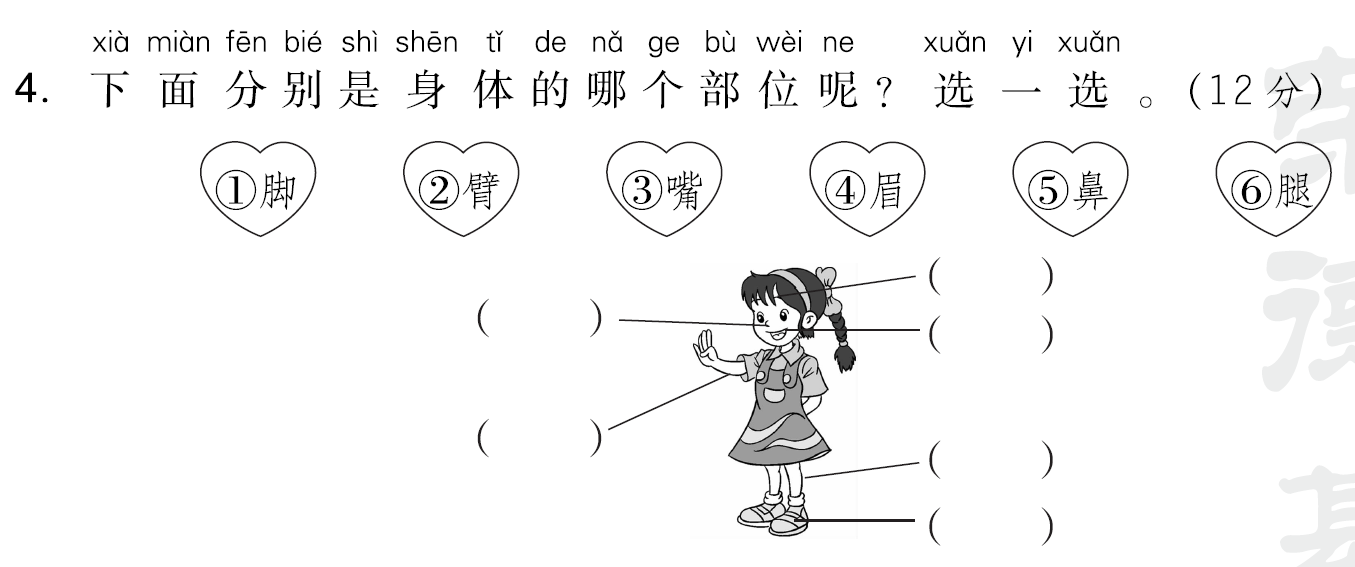 xià miàn fēn bié shì shēn tǐ de nǎ ge bù wèi ne xuǎn yi xuǎn
4. 下面分别是身体的哪个部位呢？选一选。(12分)
①脚 ②臂 ③嘴 ④眉 ⑤鼻 ⑥腿
( )
( ) ( )
( )
( )
( )